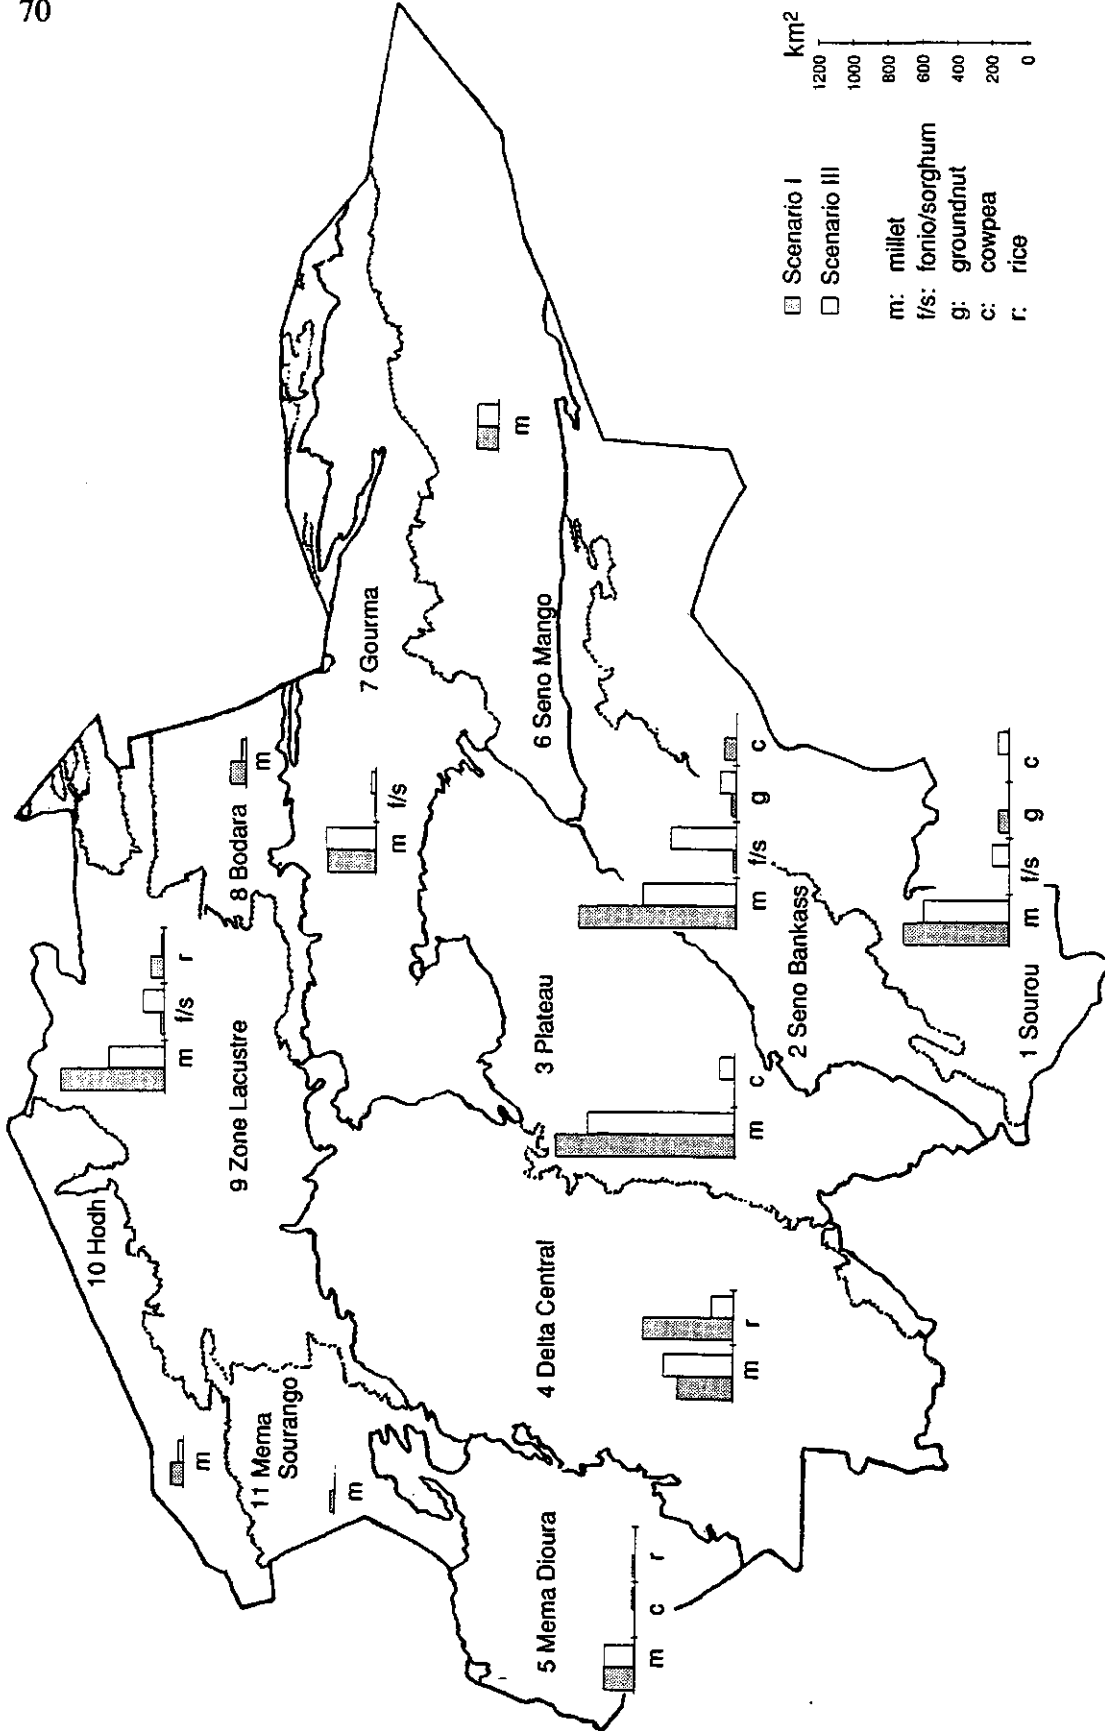 70
km²
1200
1000
800
600
400
200
0
Scenario I
Scenario III
m: millet
f/s: fonio/sorghum
g: groundnut
c: cowpea
r: rice
10 Hodh
m
11 Mema
Sourango
m
9 Zone Lacustre
m f/s r
8 Bodara
m
7 Gourma
m f/s
6 Seno Mango
m
5 Mema Dioura
m c r
4 Delta Central
m r
3 Plateau
m c
2 Seno Bankass
m f/s g c
1 Sourou
m f/s g c